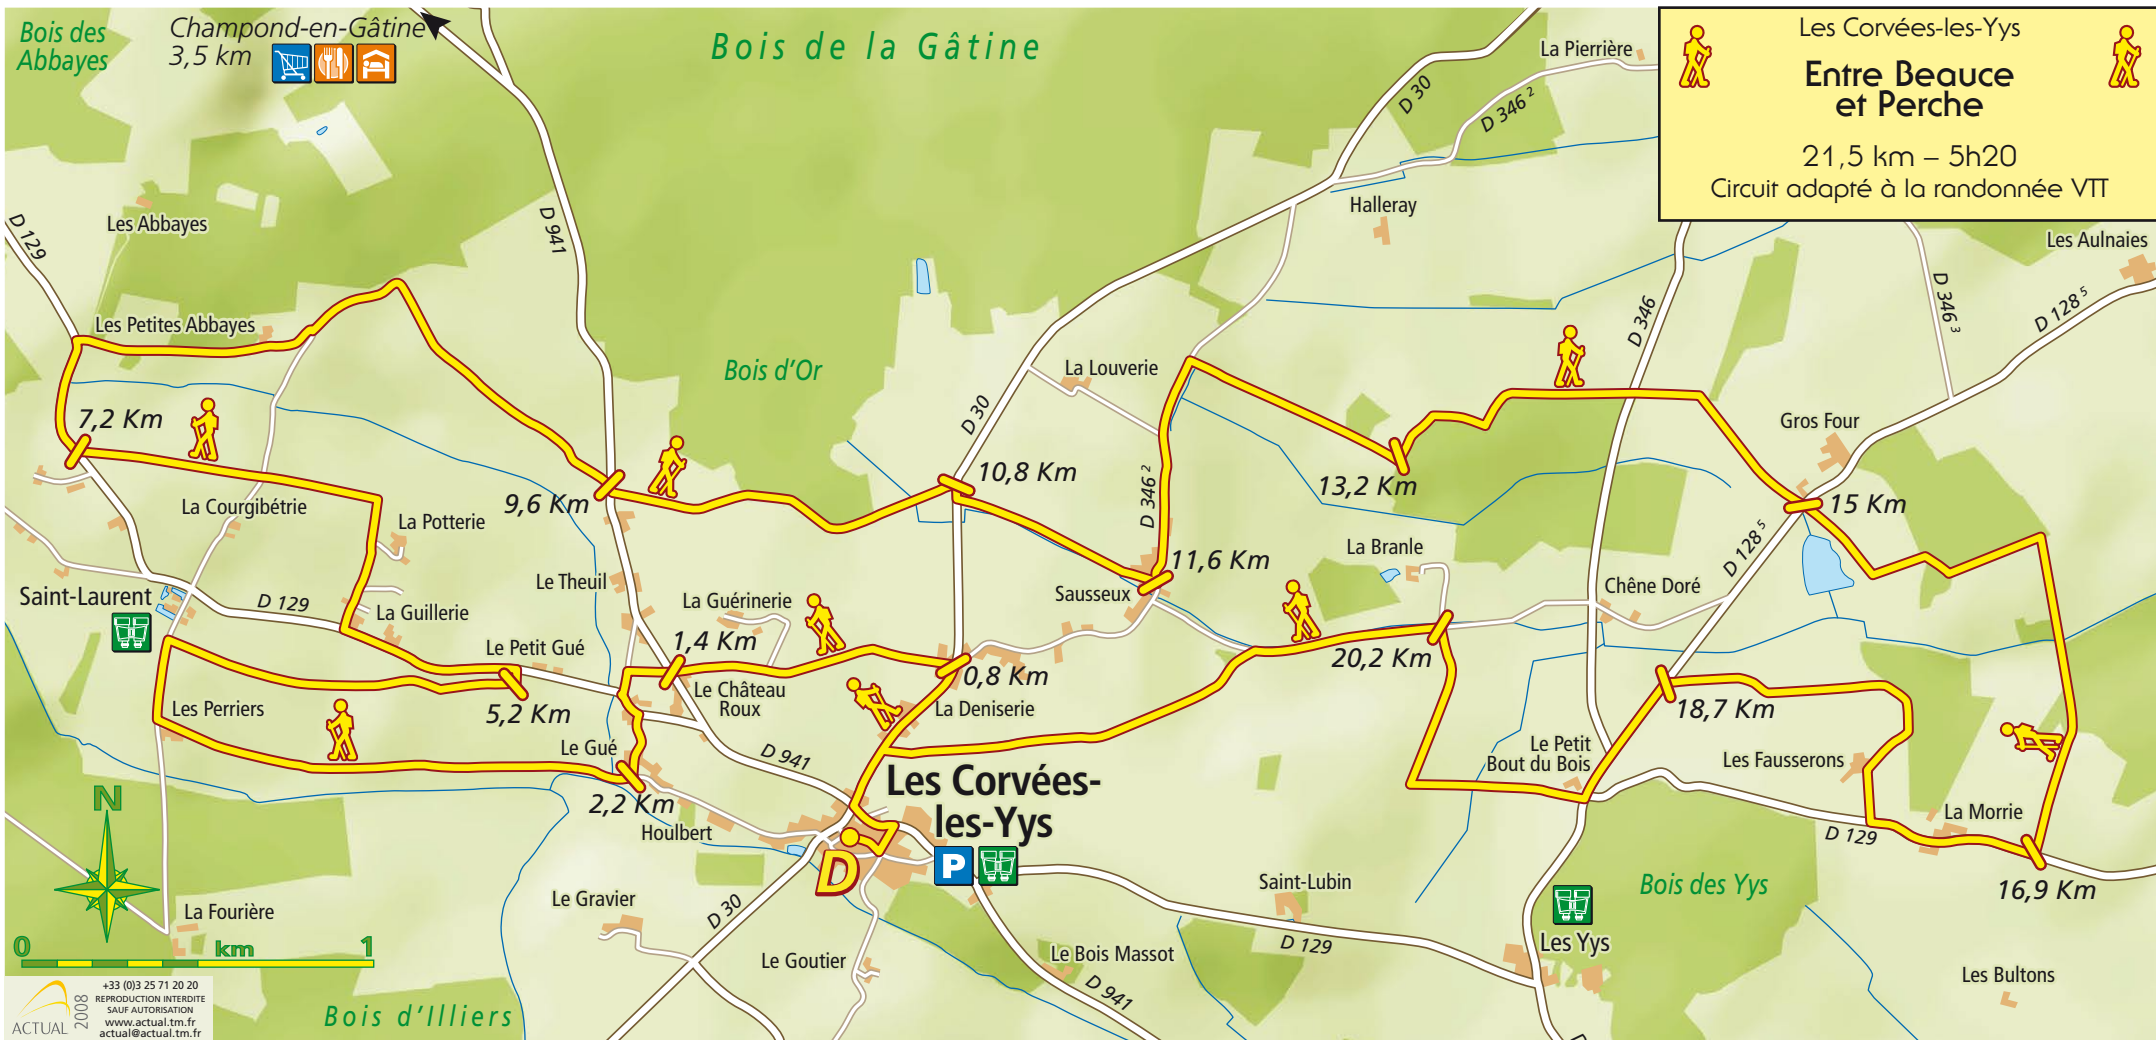 Bois des
Abbayes
Champond-en-Gâtine
3,5 km
Bois de la Gâtine
La Pierrière
D 30
D 346 2
Les Corvées-les-Yys
Entre Beauce
et Perche
21,5 km – 5h20
Circuit adapté à la randonnée VTT
Les Abbayes
D 129
D 941
Halleray
Les Aulnaies
D 346
D 346 3
D 128 5
Les Petites Abbayes
Bois d'Or
La Louverie
D 30
7,2 Km
Gros Four
La Courgibétrie
La Potterie
9,6 Km
10,8 Km
D 346 2
13,2 Km
15 Km
Saint-Laurent
D 129
La Guillerie
Le Theuil
La Guérinerie
Sausseux
11,6 Km
La Branle
Chêne Doré
D 128 5
Le Petit Gué
1,4 Km
20,2 Km
Les Perriers
5,2 Km
Le Château
Roux
0,8 Km
La Deniserie
18,7 Km
Le Gué
D 941
Le Petit
Bout du Bois
Les Fausserons
N
2,2 Km
Houlbert
Les Corvées-
les-Yys
La Morrie
D 129
D
P
16,9 Km
Saint-Lubin
Bois des Yys
La Fourière
Le Gravier
D 30
0 km 1
Le Goutier
Le Bois Massot
D 129
Les Yys
Les Bultons
D 941
Bois d'Illiers
D
ACTUAL
2008
+33 (0)3 25 71 20 20
REPRODUCTION INTERDITE
SAUF AUTORISATION
www.actual.tm.fr
actual@actual.tm.fr